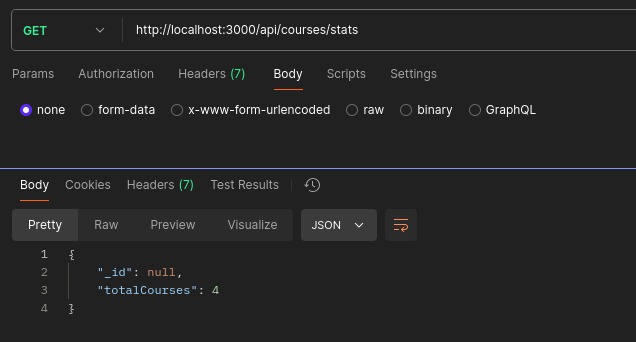 GET http://localhost:3000/api/courses/stats
Params Authorization Headers (7) Body Scripts Settings
none form-data x-www-form-urlencoded raw binary GraphQL
Body Cookies Headers (7) Test Results
Pretty Raw Preview Visualize JSON
1 {
2 "_id": null,
3 "totalCourses": 4
4 }